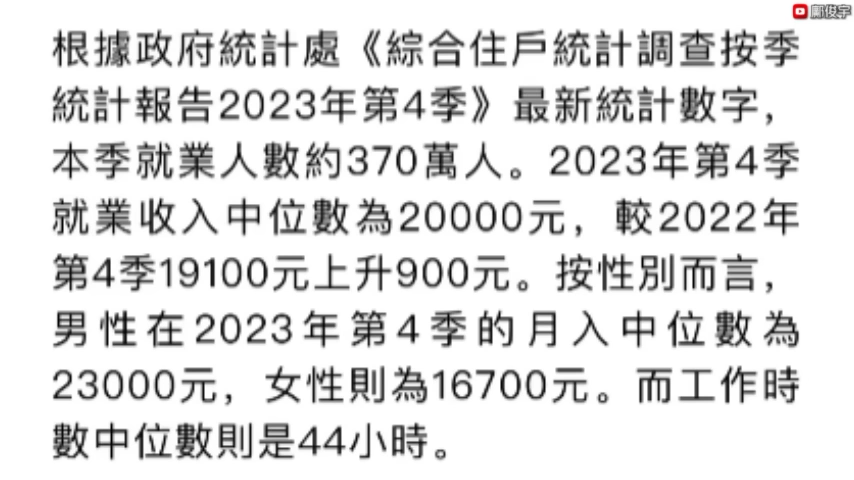 鄺俊宇
根據政府統計處《綜合住戶統計調查按季
統計報告2023年第4季》最新統計數字，
本季就業人數約370萬人。2023年第4季
就業收入中位數為20000元，較2022年
第4季19100元上升900元。按性別而言，
男性在2023年第4季的月入中位數為
23000元，女性則為16700元。而工作時
數中位數則是44小時。